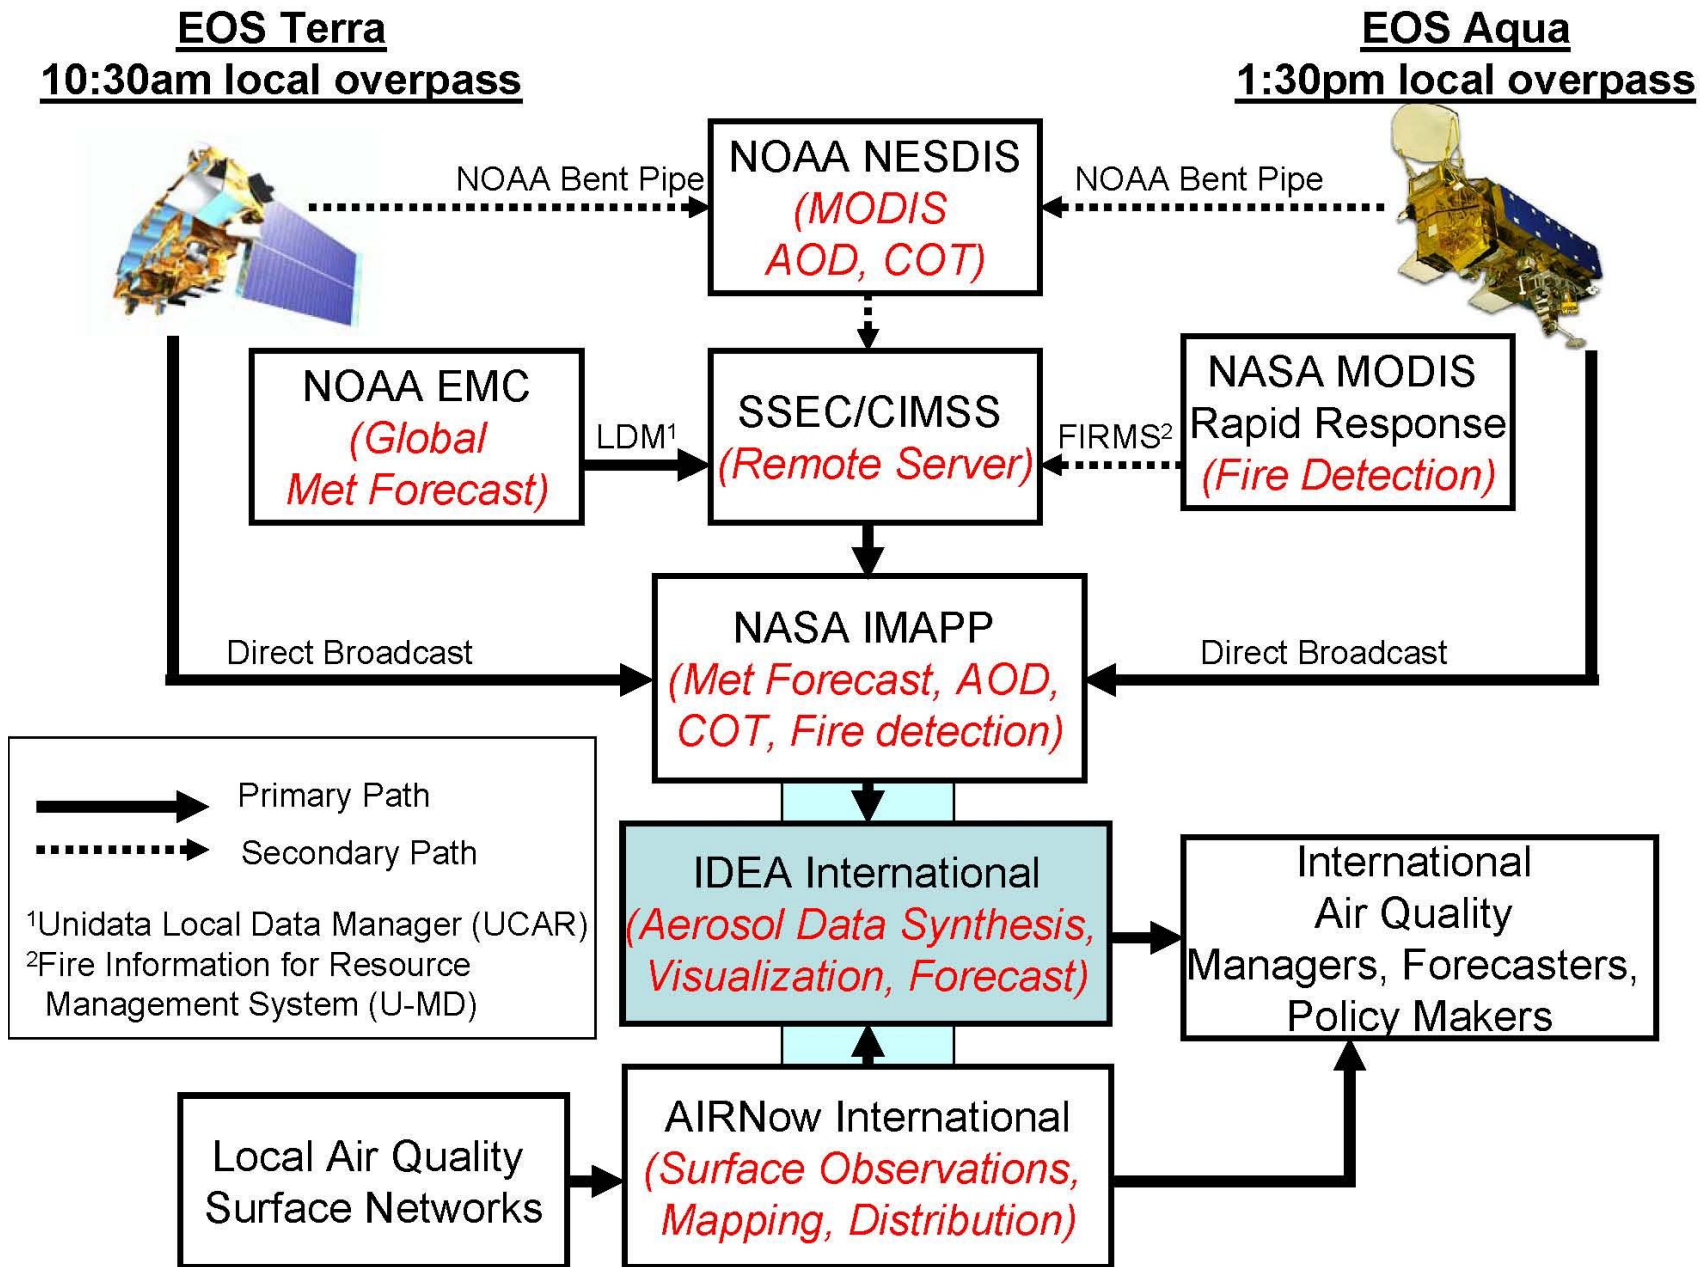 EOS Terra
10:30am local overpass
EOS Aqua
1:30pm local overpass
NOAA Bent Pipe
NOAA NESDIS
(MODIS
AOD, COT)
NOAA Bent Pipe
NOAA EMC
(Global
Met Forecast)
LDM¹
SSEC/CIMSS
(Remote Server)
FIRMS²
NASA MODIS
Rapid Response
(Fire Detection)
Direct Broadcast
NASA IMAPP
(Met Forecast, AOD,
COT, Fire detection)
Direct Broadcast
Primary Path
Secondary Path
¹Unidata Local Data Manager (UCAR)
²Fire Information for Resource
Management System (U-MD)
IDEA International
(Aerosol Data Synthesis,
Visualization, Forecast)
International
Air Quality
Managers, Forecasters,
Policy Makers
Local Air Quality
Surface Networks
AIRNow International
(Surface Observations,
Mapping, Distribution)